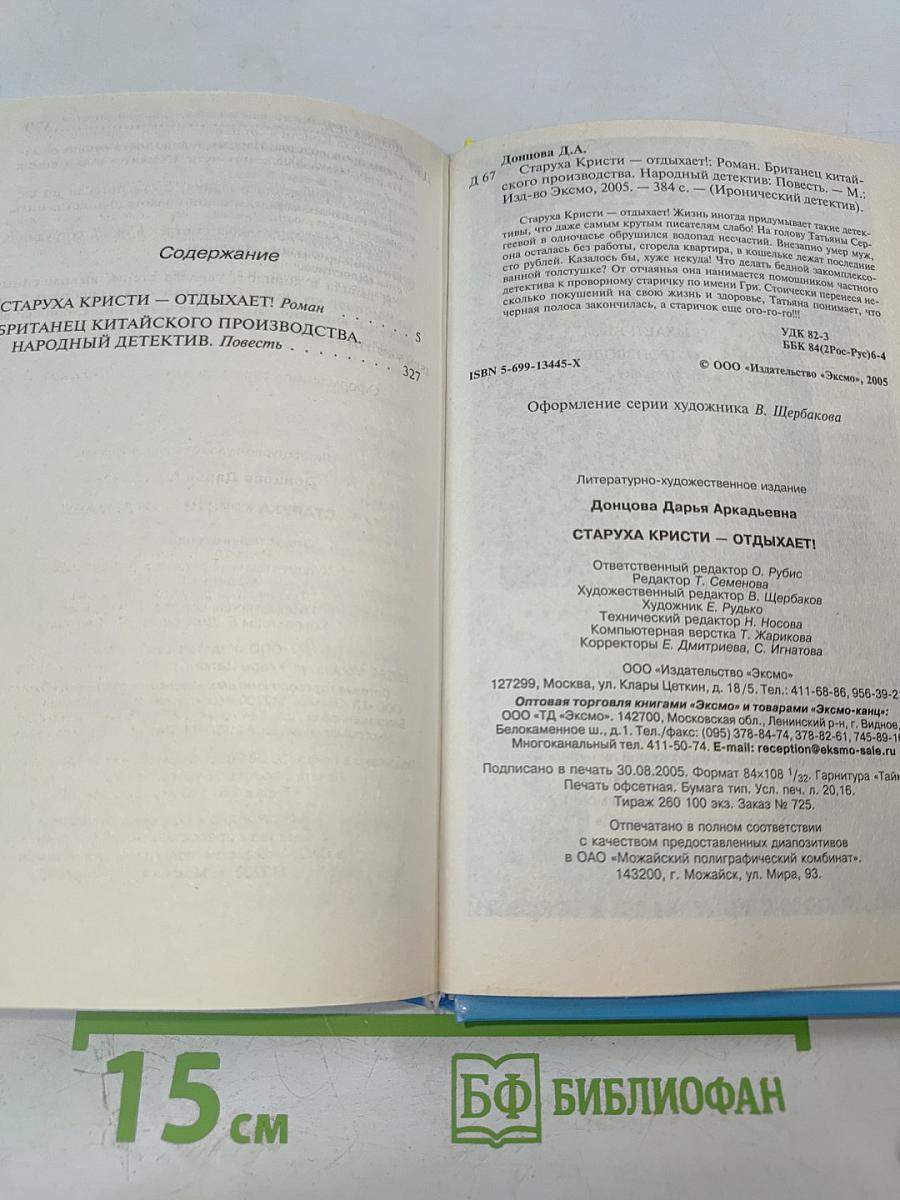 Содержание
СТАРУХА КРИСТИ — ОТДЫХАЕТ! Роман . . . . . . 5
БРИТАНЕЦ КИТАЙСКОГО ПРОИЗВОДСТВА.
НАРОДНЫЙ ДЕТЕКТИВ. Повесть . . . . . . . 327
Донцова Д.А.
Д 67 Старуха Кристи — отдыхает!: Роман. Британец китай-
ского производства. Народный детектив: Повесть. — М.:
Изд-во Эксмо, 2005. — 384 с. — (Иронический детектив).
Старуха Кристи — отдыхает! Жизнь иногда придумывает такие детек-
тивы, что даже самым крутым писателям слабо! На голову Татьяны Сер-
геевой в одночасье обрушился водопад несчастий. Внезапно умер муж,
она осталась без работы, сгорела квартира, в кошельке лежат последние
сто рублей. Казалось бы, хуже некуда! Что делать бедной закомплексо-
ванной толстушке? От отчаянья она нанимается помощником частного
детектива к проворному старичку по имени Гри. Стоически перенеся не-
сколько покушений на свою жизнь и здоровье, Татьяна понимает, что
черная полоса закончилась, а старичок еще ого-го-го!!!
УДК 82-3
ББК 84(2Рос-Рус)6-4
ISBN 5-699-13445-X
© ООО «Издательство «Эксмо», 2005
Оформление серии художника В. Щербакова
Литературно-художественное издание
Донцова Дарья Аркадьевна
СТАРУХА КРИСТИ — ОТДЫХАЕТ!
Ответственный редактор О. Рубис
Редактор Т. Семенова
Художественный редактор В. Щербаков
Художник Е. Рудько
Технический редактор Н. Носова
Компьютерная верстка Т. Жарикова
Корректоры Е. Дмитриева, С. Игнатова
ООО «Издательство «Эксмо»
127299, Москва, ул. Клары Цеткин, д. 18/5. Тел.: 411-68-86, 956-39-2
Оптовая торговля книгами «Эксмо» и товарами «Эксмо-канц»:
ООО «ТД «Эксмо». 142700, Московская обл., Ленинский р-н, г. Видное,
Белокаменное ш., д.1. Тел./факс: (095) 378-84-74, 378-82-61, 745-89-16
Многоканальный тел. 411-50-74. E-mail: reception@eksmo-sale.ru
Подписано в печать 30.08.2005. Формат 84x108 1/32. Гарнитура «Тайм
Печать офсетная. Бумага тип. Усл. печ. л. 20,16.
Тираж 260 100 экз. Заказ № 725.
Отпечатано в полном соответствии
с качеством предоставленных диапозитивов
в ОАО «Можайский полиграфический комбинат».
143200, г. Можайск, ул. Мира, 93.
15 см
БФ БИБЛИОФАН